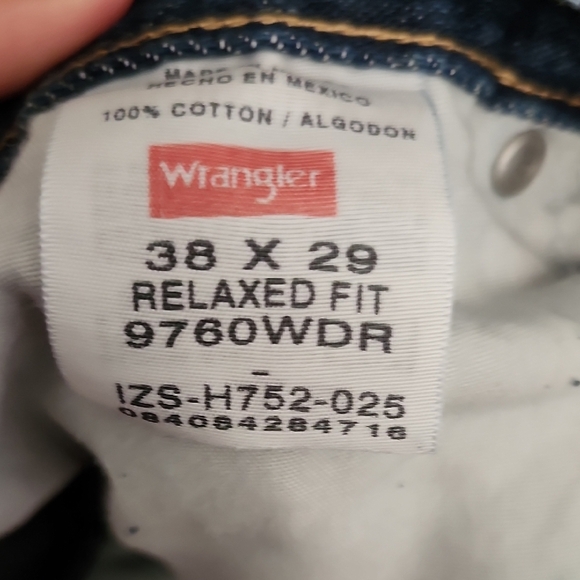 HECHO EN MEXICO
100% COTTON / ALGODON
Wrangler
38 X 29
RELAXED FIT
9760WDR
-
IZS-H752-025
084084284716